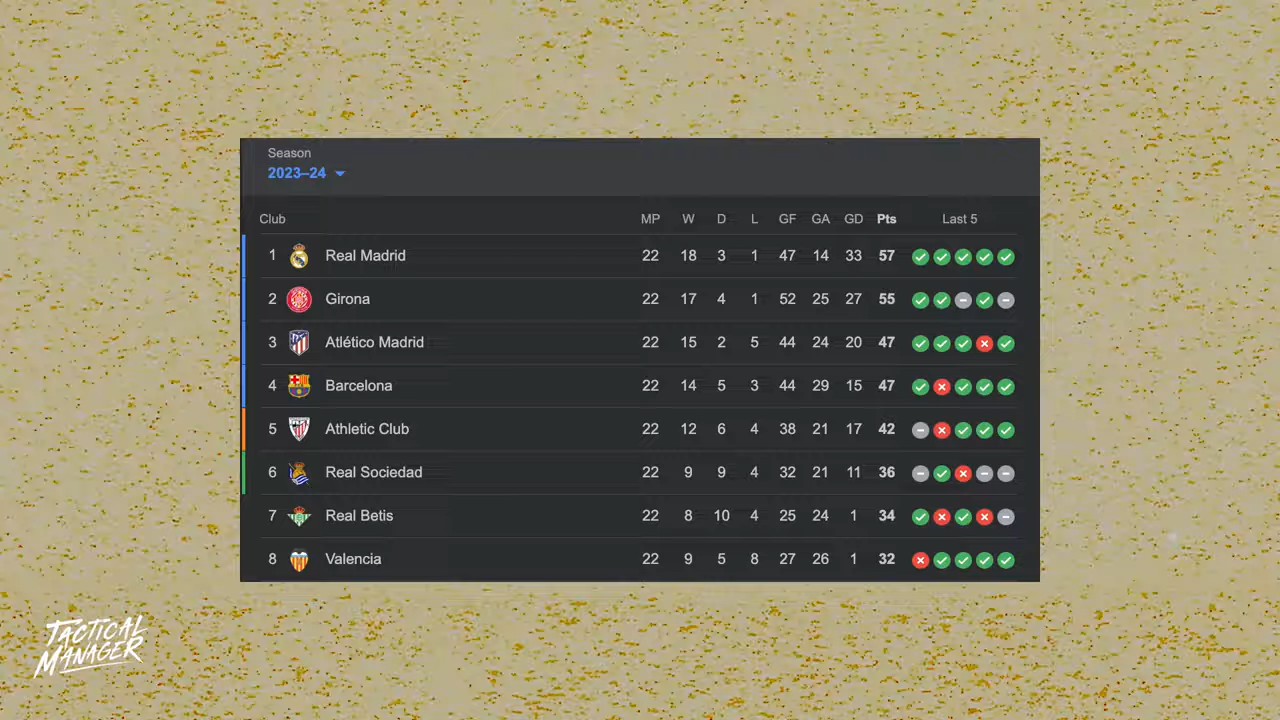 Season
2023–24
Club MP W D L GF GA GD Pts Last 5
1 Real Madrid 22 18 3 1 47 14 33 57
2 Girona 22 17 4 1 52 25 27 55
3 Atlético Madrid 22 15 2 5 44 24 20 47
4 Barcelona 22 14 5 3 44 29 15 47
5 Athletic Club 22 12 6 4 38 21 17 42
6 Real Sociedad 22 9 9 4 32 21 11 36
7 Real Betis 22 8 10 4 25 24 1 34
8 Valencia 22 9 5 8 27 26 1 32
TACTICAL
MANAGER